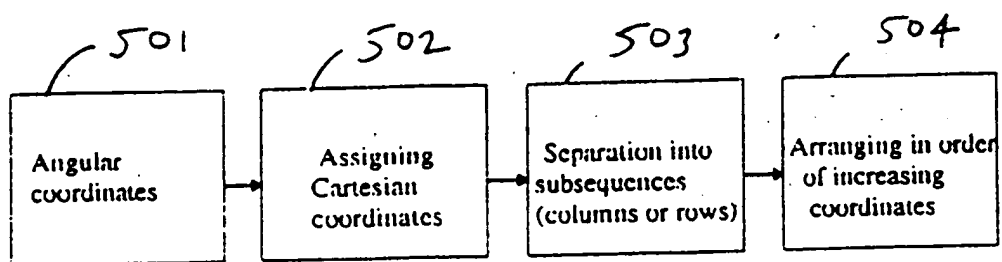 501
502
503
504
Angular
coordinates
Assigning
Cartesian
coordinates
Separation into
subsequences
(columns or rows)
Arranging in order
of increasing
coordinates